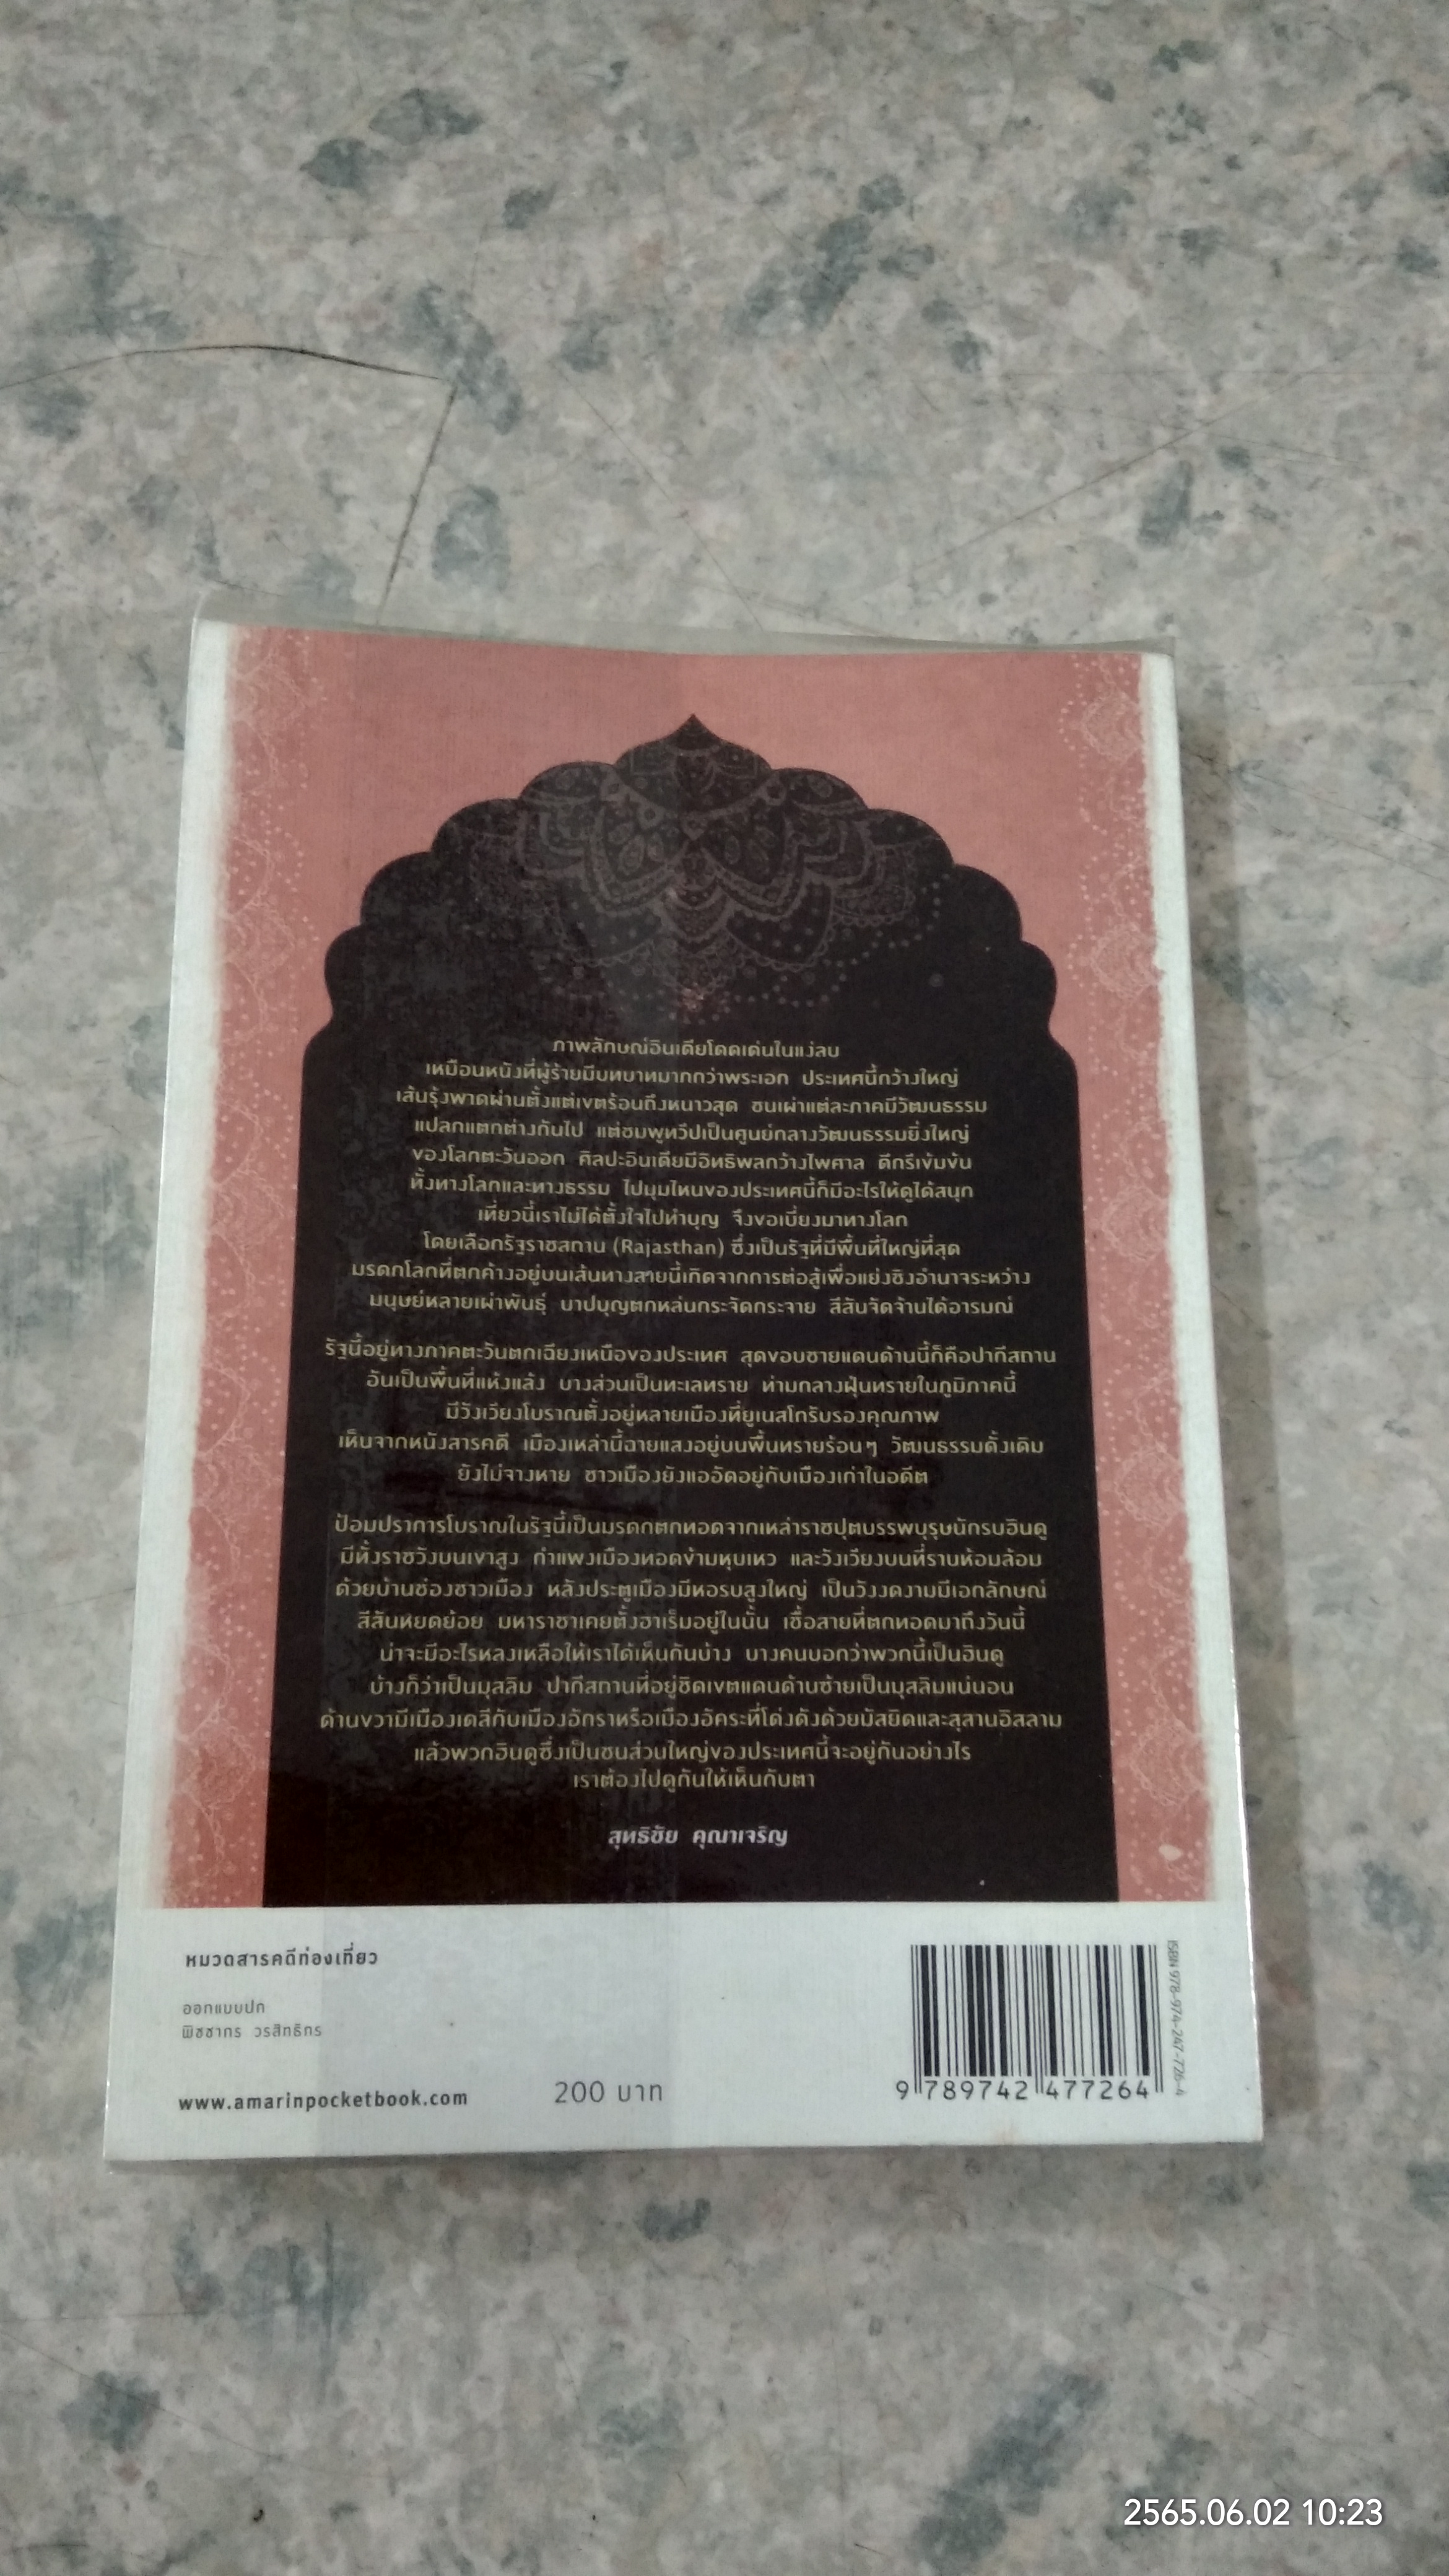 ภาพลักษณ์อินเดียโดดเด่นในแง่ลบ
เหมือนหนังที่ผู้ร้ายมีบทบาทมากกว่าพระเอก ประเทศนี้กว้างใหญ่
เส้นรุ้งพาดผ่านตั้งแต่เขตร้อนถึงหนาวสุด ชนเผ่าแต่ละภาคมีวัฒนธรรม
แปลกแตกต่างกันไป แต่ชมพูทวีปเป็นศูนย์กลางวัฒนธรรมยิ่งใหญ่
ของโลกตะวันออก ศิลปะอินเดียมีอิทธิพลกว้างไพศาล ดีกรีเข้มข้น
ทั้งทางโลกและทางธรรม ไปมุมไหนของประเทศนี้ก็มีอะไรให้ดูได้สนุก
เที่ยวนี้เราไม่ได้ตั้งใจไปทำบุญ จึงขอเบี่ยงมาทางโลก
โดยเลือกรัฐราชสถาน (Rajasthan) ซึ่งเป็นรัฐที่มีพื้นที่ใหญ่ที่สุด
มรดกโลกที่ตกค้างอยู่บนเส้นทางสายนี้เกิดจากการต่อสู้เพื่อแย่งชิงอำนาจระหว่าง
มนุษย์หลายเผ่าพันธุ์ บาปบุญตกหล่นกระจัดกระจาย สีสันจัดจ้านได้อารมณ์
รัฐนี้อยู่ทางภาคตะวันตกเฉียงเหนือของประเทศ สุดขอบชายแดนด้านนี้ก็คือปากีสถาน
อันเป็นพื้นที่แห้งแล้ง บางส่วนเป็นทะเลทราย ท่ามกลางฝุ่นทรายในภูมิภาคนี้
มีวังเวียงโบราณตั้งอยู่หลายเมืองที่ยูเนสโกรับรองคุณภาพ
เห็นจากหนังสารคดี เมืองเหล่านี้ฉายแสงอยู่บนพื้นทรายร้อนๆ วัฒนธรรมดั้งเดิม
ยังไม่จางหาย ชาวเมืองยังแออัดอยู่กับเมืองเก่าในอดีต
ป้อมปราการโบราณในรัฐนี้เป็นมรดกตกทอดจากเหล่าราชปุตบรรพบุรุษนักรบฮินดู
มีทั้งราชวังบนเขาสูง กำแพงเมืองทอดข้ามหุบเหว และวังเวียงบนที่ราบห้อมล้อม
ด้วยบ้านช่องชาวเมือง หลังประตูเมืองมีหอรบสูงใหญ่ เป็นวังงดงามมีเอกลักษณ์
สีสันหยดย้อย มหาราชาเคยตั้งฮาเร็มอยู่ในนั้น เชื้อสายที่ตกทอดมาถึงวันนี้
น่าจะมีอะไรหลงเหลือให้เราได้เห็นกันบ้าง บางคนบอกว่าพวกนี้เป็นฮินดู
บ้างก็ว่าเป็นมุสลิม ปากีสถานที่อยู่ชิดเขตแดนด้านซ้ายเป็นมุสลิมแน่นอน
ด้านขวามีเมืองเดลีกับเมืองอักราหรือเมืองอัคระที่โด่งดังด้วยมัสยิดและสุสานอิสลาม
แล้วพวกฮินดูซึ่งเป็นชนส่วนใหญ่ของประเทศนี้จะอยู่กันอย่างไร
เราต้องไปดูกันให้เห็นกับตา
สุทธิชัย คุณาเจริญ
หมวดสารคดีท่องเที่ยว
ออกแบบปก
พิชชากร วรสิทธิกร
www.amarinpocketbook.com
200 บาท
ISBN 978-974-247-726-4
9 789742 477264
2565.06.02 10:23